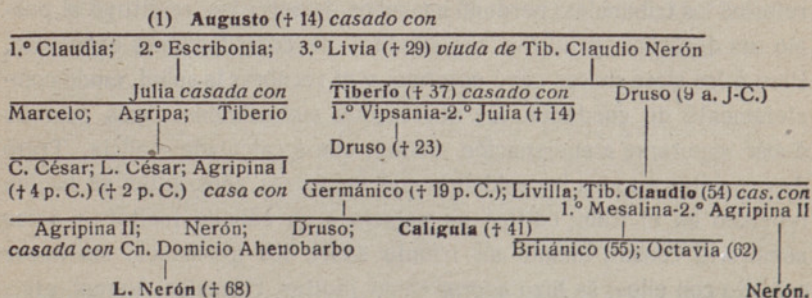 (1) Augusto († 14) casado con
1.º Claudia; 2.º Escribonia; 3.º Livia († 29) viuda de Tib. Claudio Nerón
Julia casada con Tiberio († 37) casado con Druso (9 a. J-C.)
Marcelo; Agripa; Tiberio 1.º Vipsania-2.º Julia († 14)
Druso († 23)
C. César; L. César; Agripina I
(† 4 p. C.) († 2 p. C.) casa con Germánico († 19 p. C.); Livilla; Tib. Claudio (54) cas. con
1.º Mesalina-2.º Agripina II
Agripina II; Nerón; Druso; Calígula († 41)
casada con Cn. Domicio Ahenobarbo Británico (55); Octavia (62)
L. Nerón († 68) Nerón.